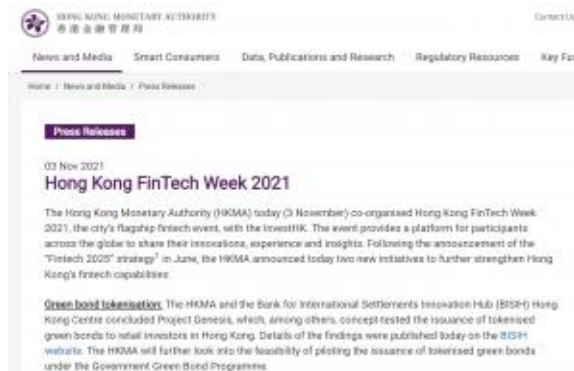 HONG KONG MONETARY AUTHORITY
香港金融管理局
Contact Us
News and Media Smart Consumers Data, Publications and Research Regulatory Resources Key Fun
Home / News and Media / Press Releases
Press Releases
03 Nov 2021
Hong Kong FinTech Week 2021
The Hong Kong Monetary Authority (HKMA) today (3 November) co-organised Hong Kong FinTech Week
2021, the city's flagship fintech event, with the InvestHK. The event provides a platform for participants
across the globe to share their innovations, experience and insights. Following the announcement of the
"Fintech 2025" strategy¹ in June, the HKMA announced today two new initiatives to further strengthen Hong
Kong's fintech capabilities:
Green bond tokenisation: The HKMA and the Bank for International Settlements Innovation Hub (BISIH) Hong
Kong Centre concluded Project Genesis, which, among others, concept-tested the issuance of tokenised
green bonds to retail investors in Hong Kong. Details of the findings were published today on the BISIH
website. The HKMA will further look into the feasibility of piloting the issuance of tokenised green bonds
under the Government Green Bond Programme.